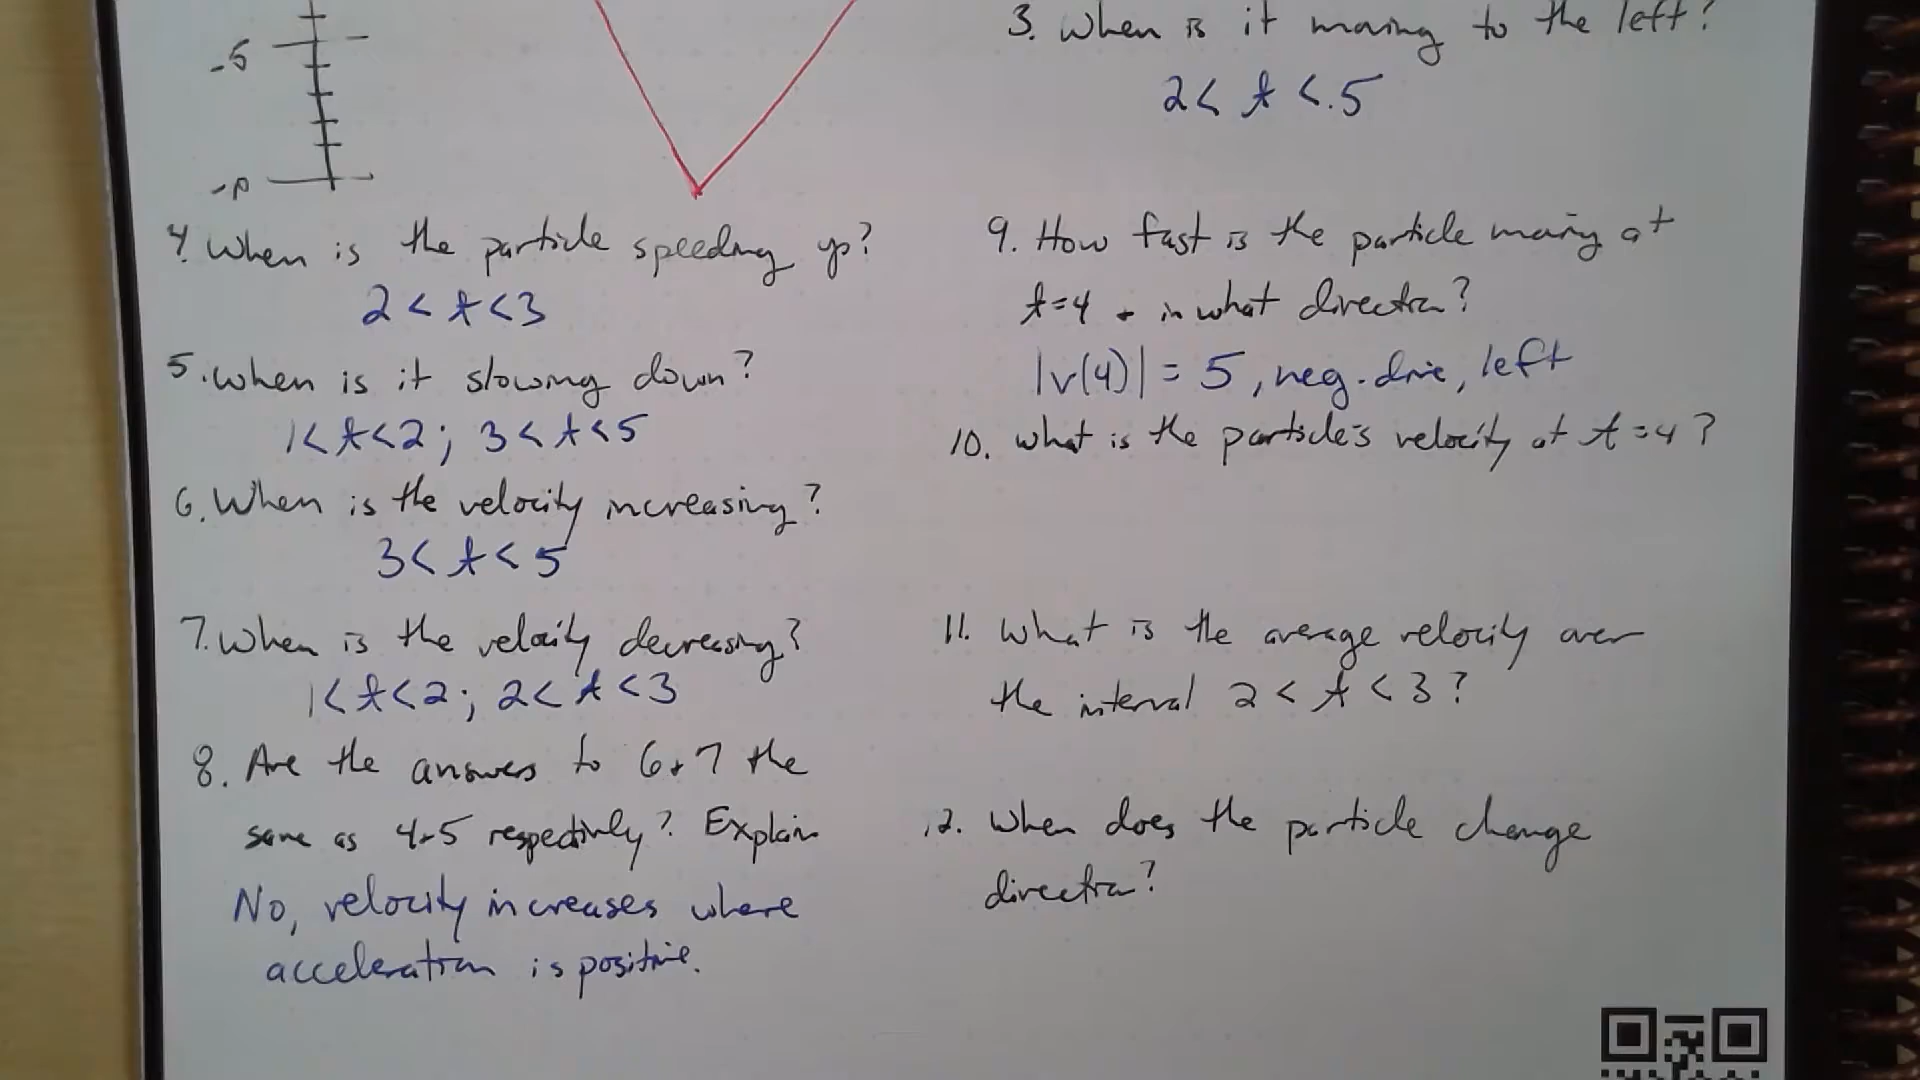 -5
3. When is it moving to the left?
2 < t < 5
4. When is the particle speeding up?
2 < t < 3
5. When is it slowing down?
1 < t < 2; 3 < t < 5
6. When is the velocity increasing?
3 < t < 5
7. When is the velocity decreasing?
1 < t < 2; 2 < t < 3
8. Are the answers to 6 + 7 the
same as 4 + 5 respectively? Explain
No, velocity increases where
acceleration is positive.
9. How fast is the particle moving at
t=4 + in what direction?
|v(4)| = 5, neg. dire, left
10. What is the particle's velocity at t=4?
11. What is the average velocity over
the interval 2 < t < 3?
12. When does the particle change
direction?